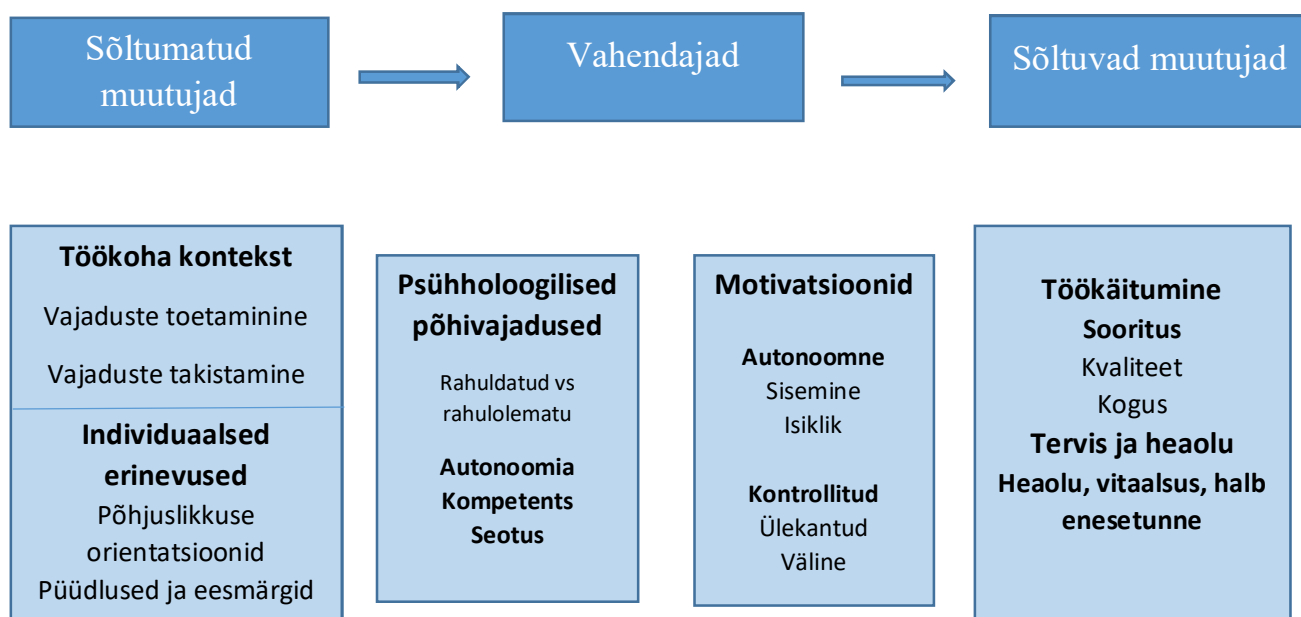 Sõltumatud
muutujad
Vahendajad
Sõltuvad muutujad
Töökoha kontekst
Vajaduste toetaminine
Vajaduste takistamine
Individuaalsed
erinevused
Põhjuslikkuse
orientatsioonid
Püüdlused ja eesmärgid
Psühholoogilised
põhivajadused
Rahuldatud vs
rahulolematu
Autonoomia
Kompetents
Seotus
Motivatsioonid
Autonoomne
Sisemine
Isiklik
Kontrollitud
Ülekantud
Väline
Töökäitumine
Sooritus
Kvaliteet
Kogus
Tervis ja heaolu
Heaolu, vitaalsus, halb
enesetunne